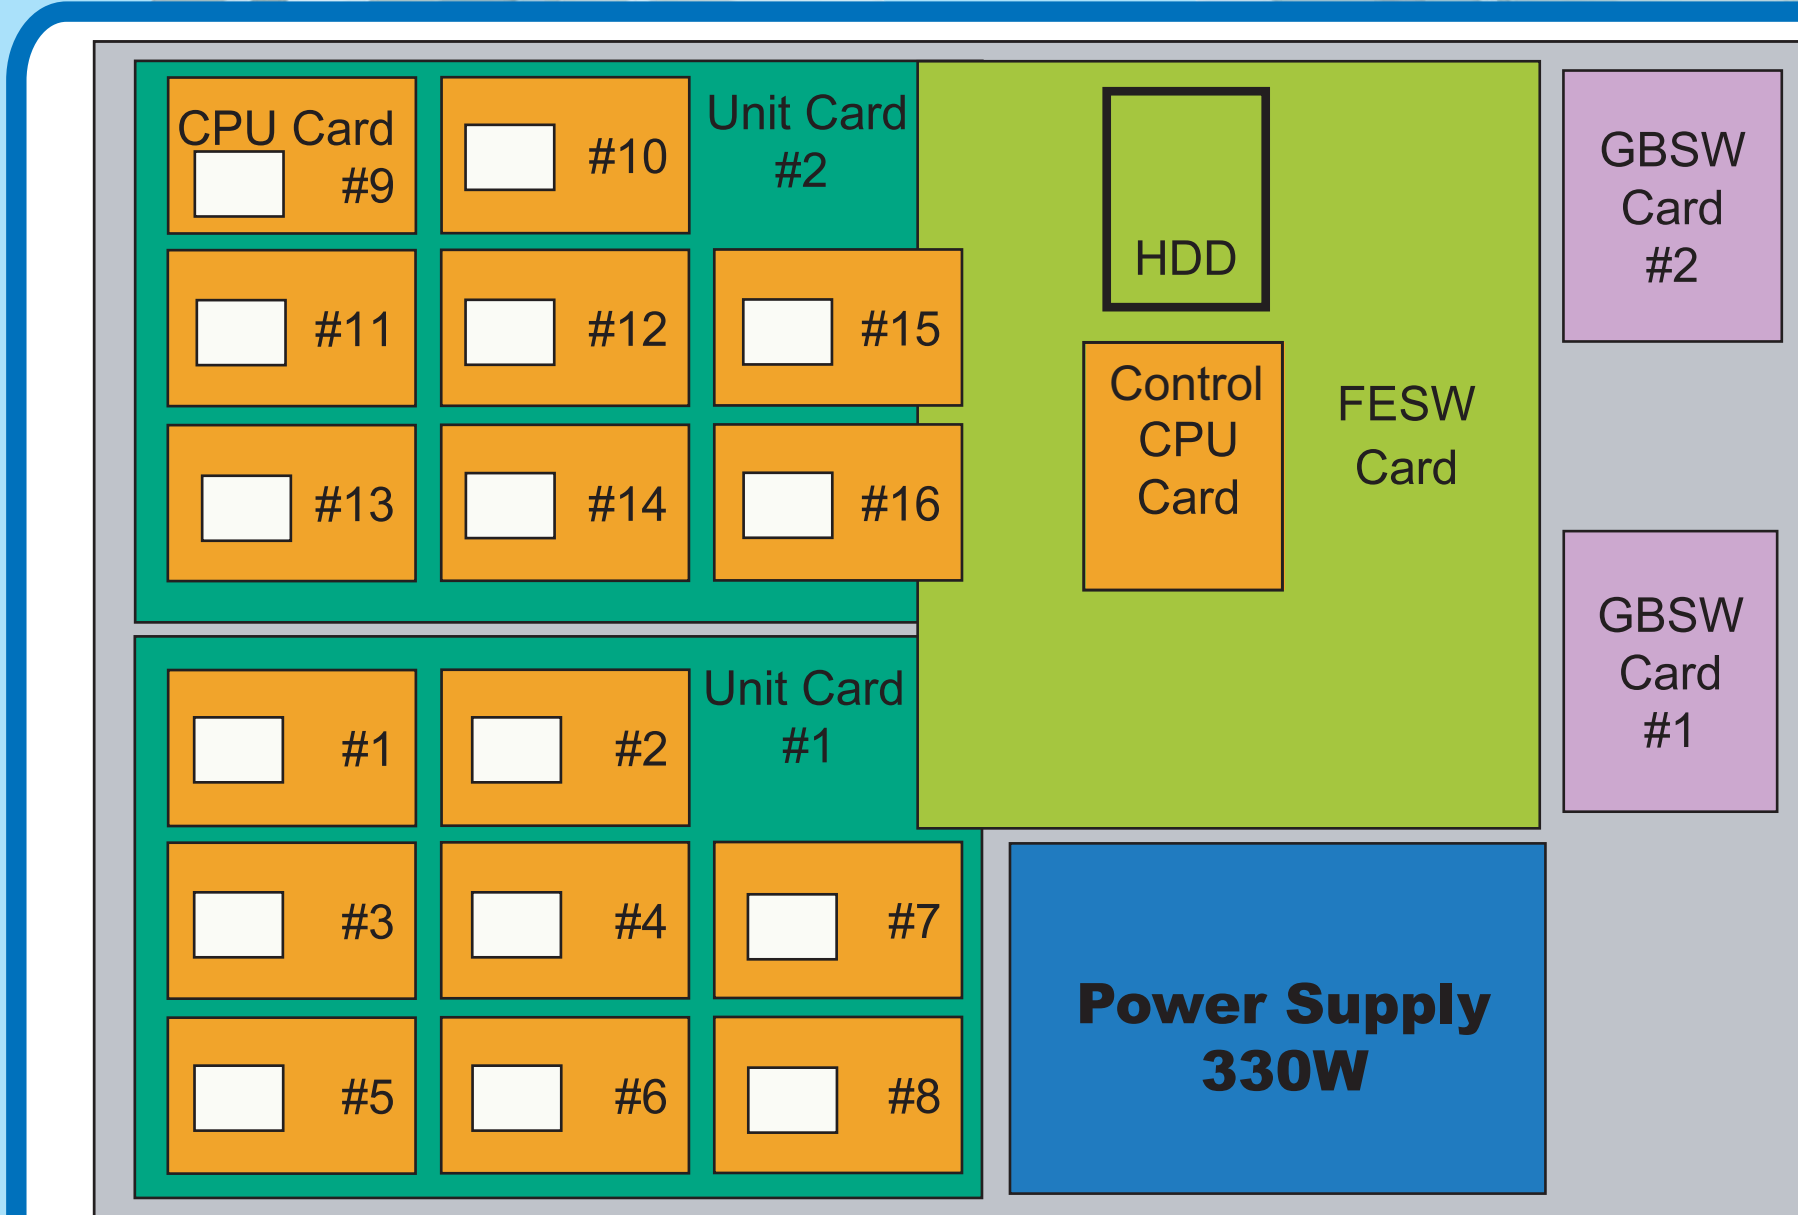 CPU Card
#9
#10
Unit Card
#2
#11
#12
#15
#13
#14
#16
HDD
Control
CPU
Card
FESW
Card
GBSW
Card
#2
GBSW
Card
#1
Unit Card
#1
#1
#2
#3
#4
#7
#5
#6
#8
Power Supply
330W